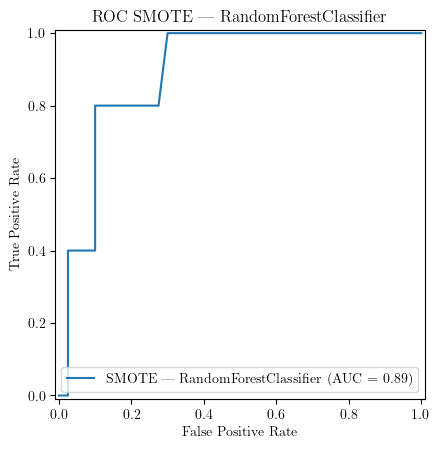 ROC SMOTE — RandomForestClassifier
1.0
0.8
0.6
0.4
0.2
0.0
True Positive Rate
SMOTE — RandomForestClassifier (AUC = 0.89)
0.0 0.2 0.4 0.6 0.8 1.0
False Positive Rate